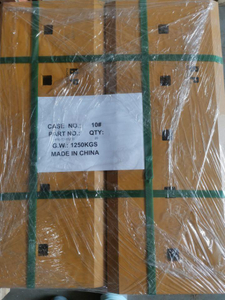 CASE NO.: 10#
PART NO.: QTY:
G.W.: 1250KGS
MADE IN CHINA